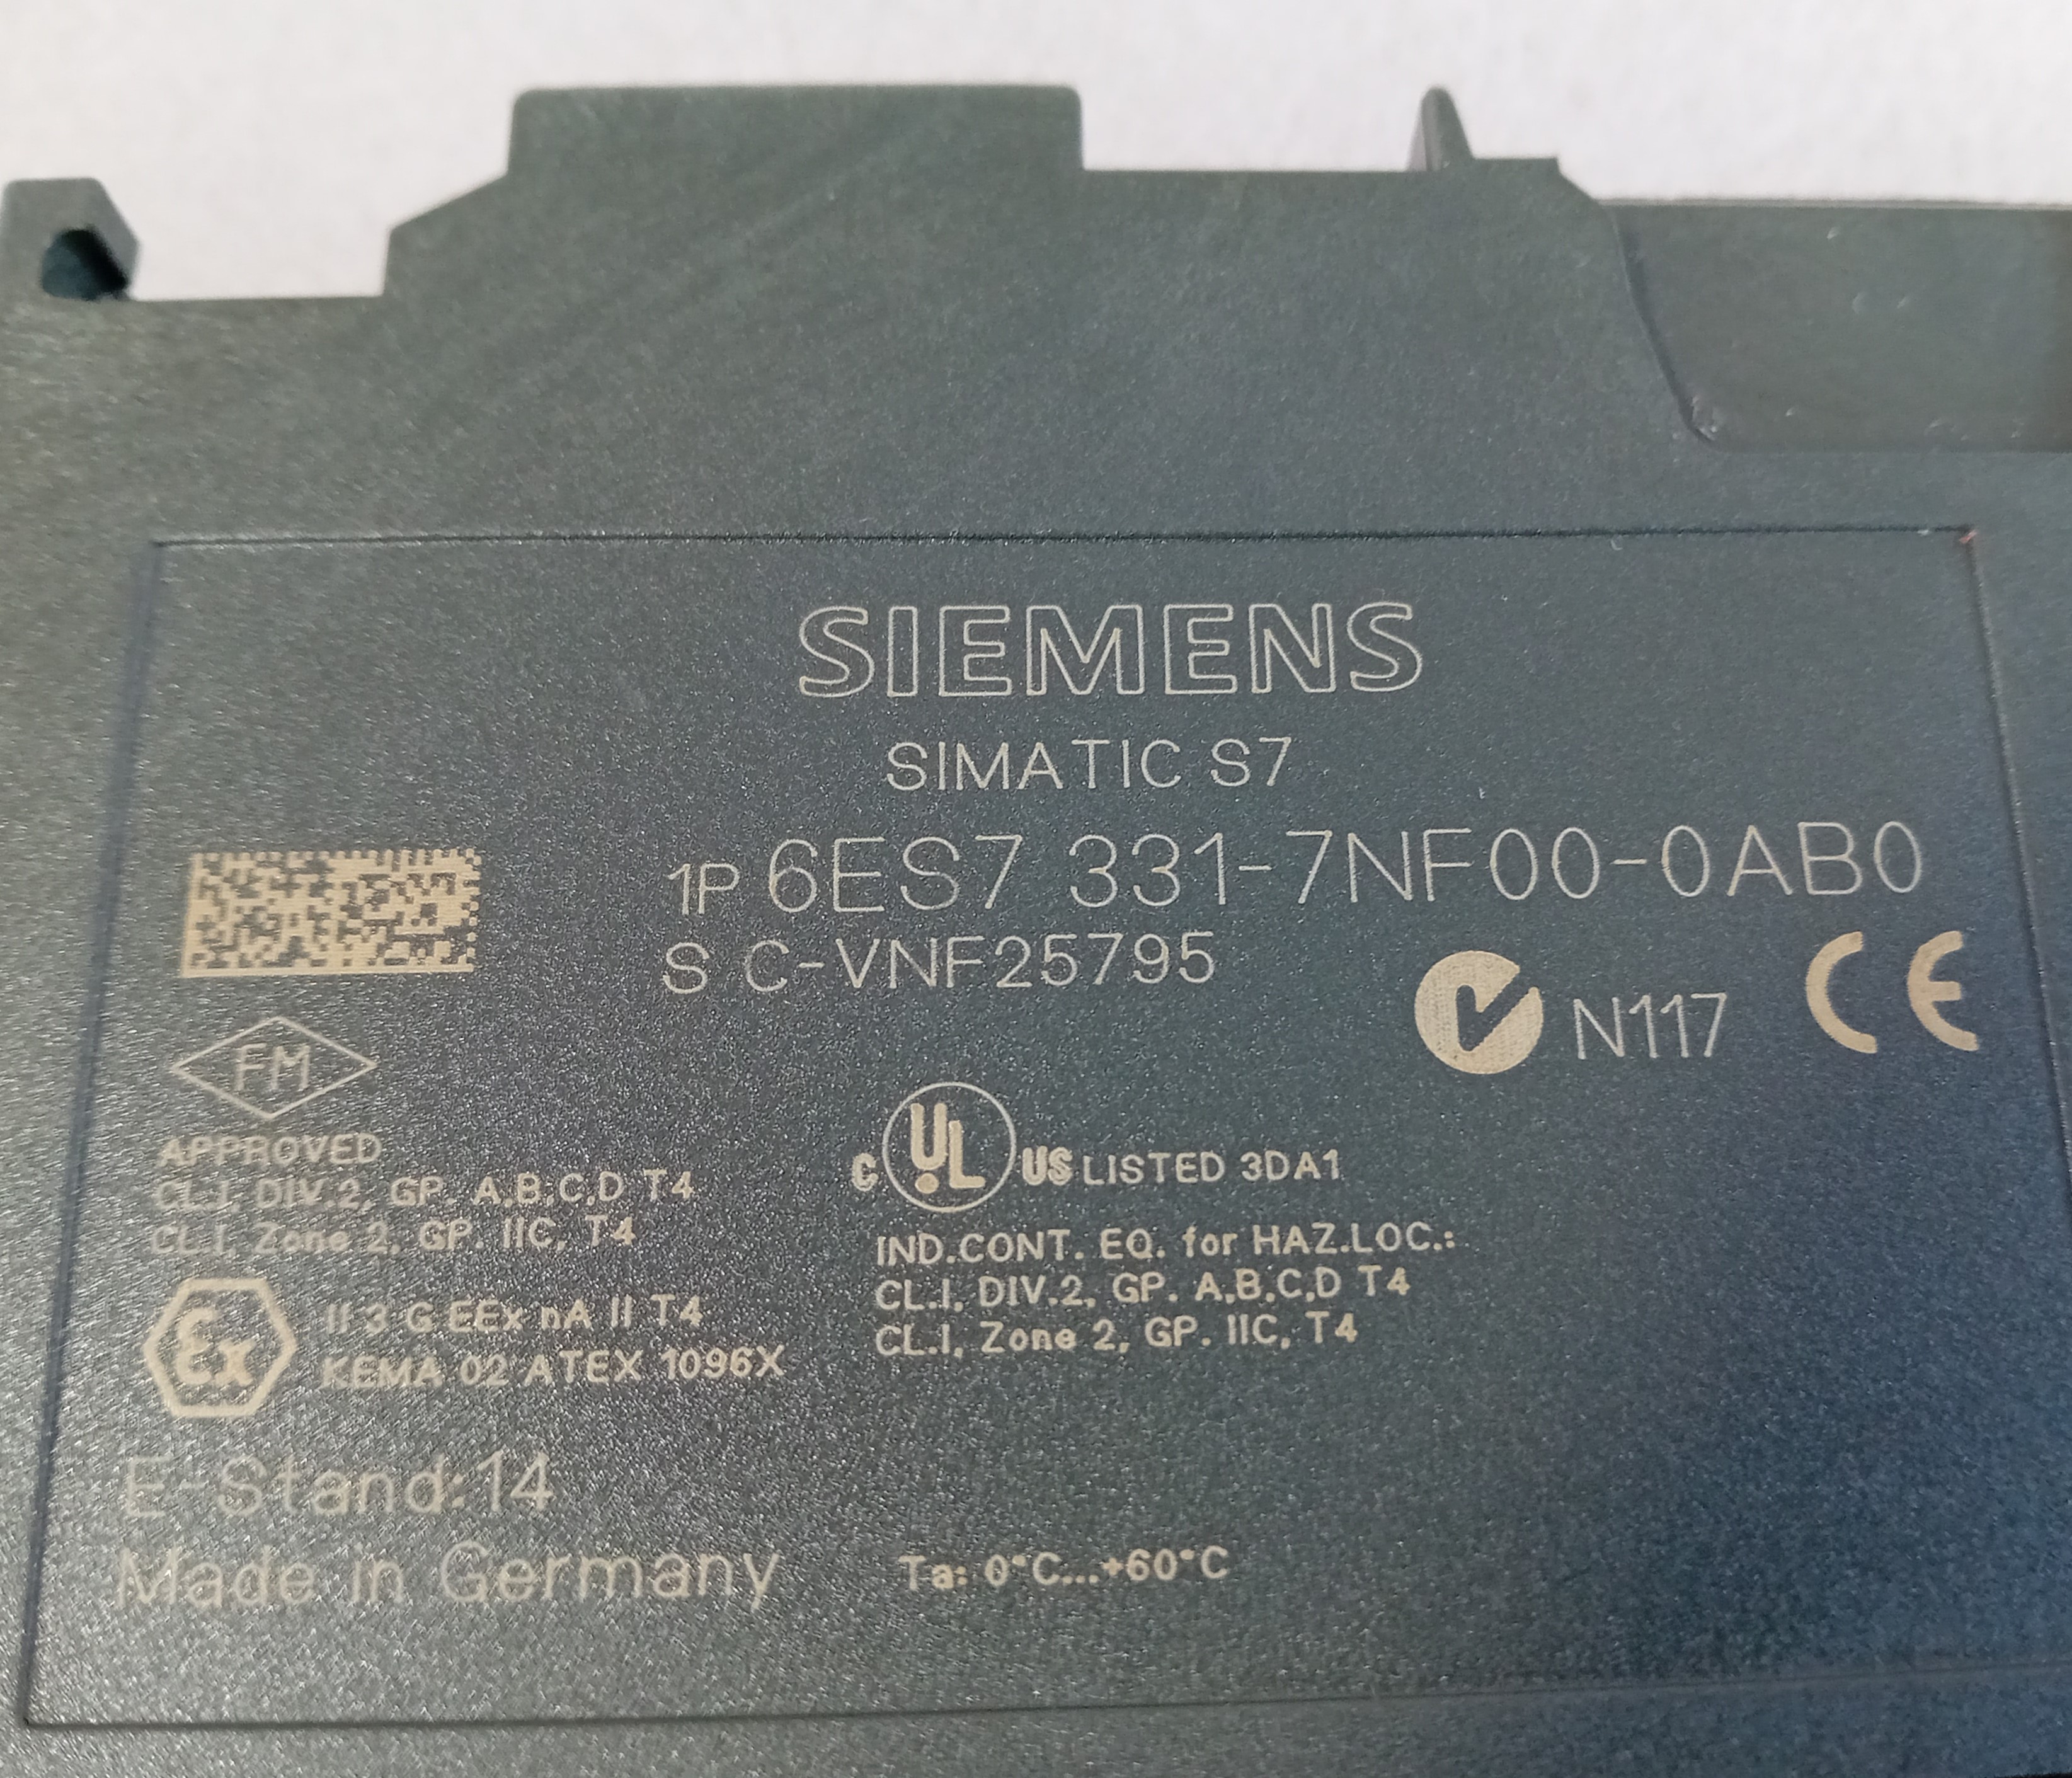 SIEMENS
SIMATIC S7
1P 6ES7 331-7NF00-0AB0
S C-VNF25795
N117 CE
FM
APPROVED
CL.I, DIV.2, GP. A,B,C,D T4
CL.I, Zone 2, GP. IIC, T4
C UL US LISTED 3DA1
IND.CONT. EQ. for HAZ.LOC.:
CL.I, DIV.2, GP. A,B,C,D T4
CL.I, Zone 2, GP. IIC, T4
Ex II 3 G EEx nA II T4
KEMA 02 ATEX 1096X
E-Stand:14
Made in Germany
Ta: 0°C...+60°C